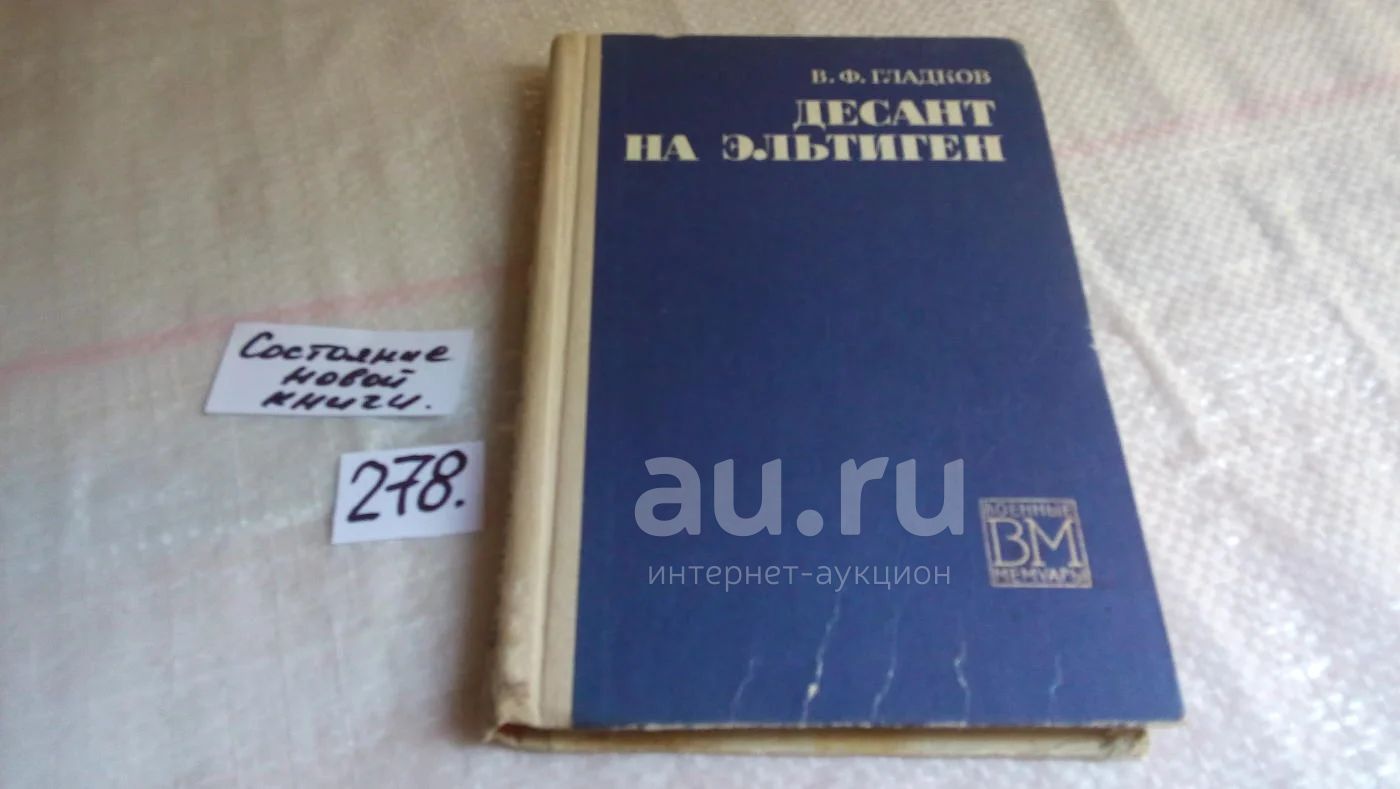 В. Ф. ГЛАДКОВ
ДЕСАНТ
НА ЭЛЬТИГЕН
Состояние
новой
книги.
278.
au.ru
интернет-аукцион
ВОЕННЫЕ
ВМ
МЕМУАРЫ